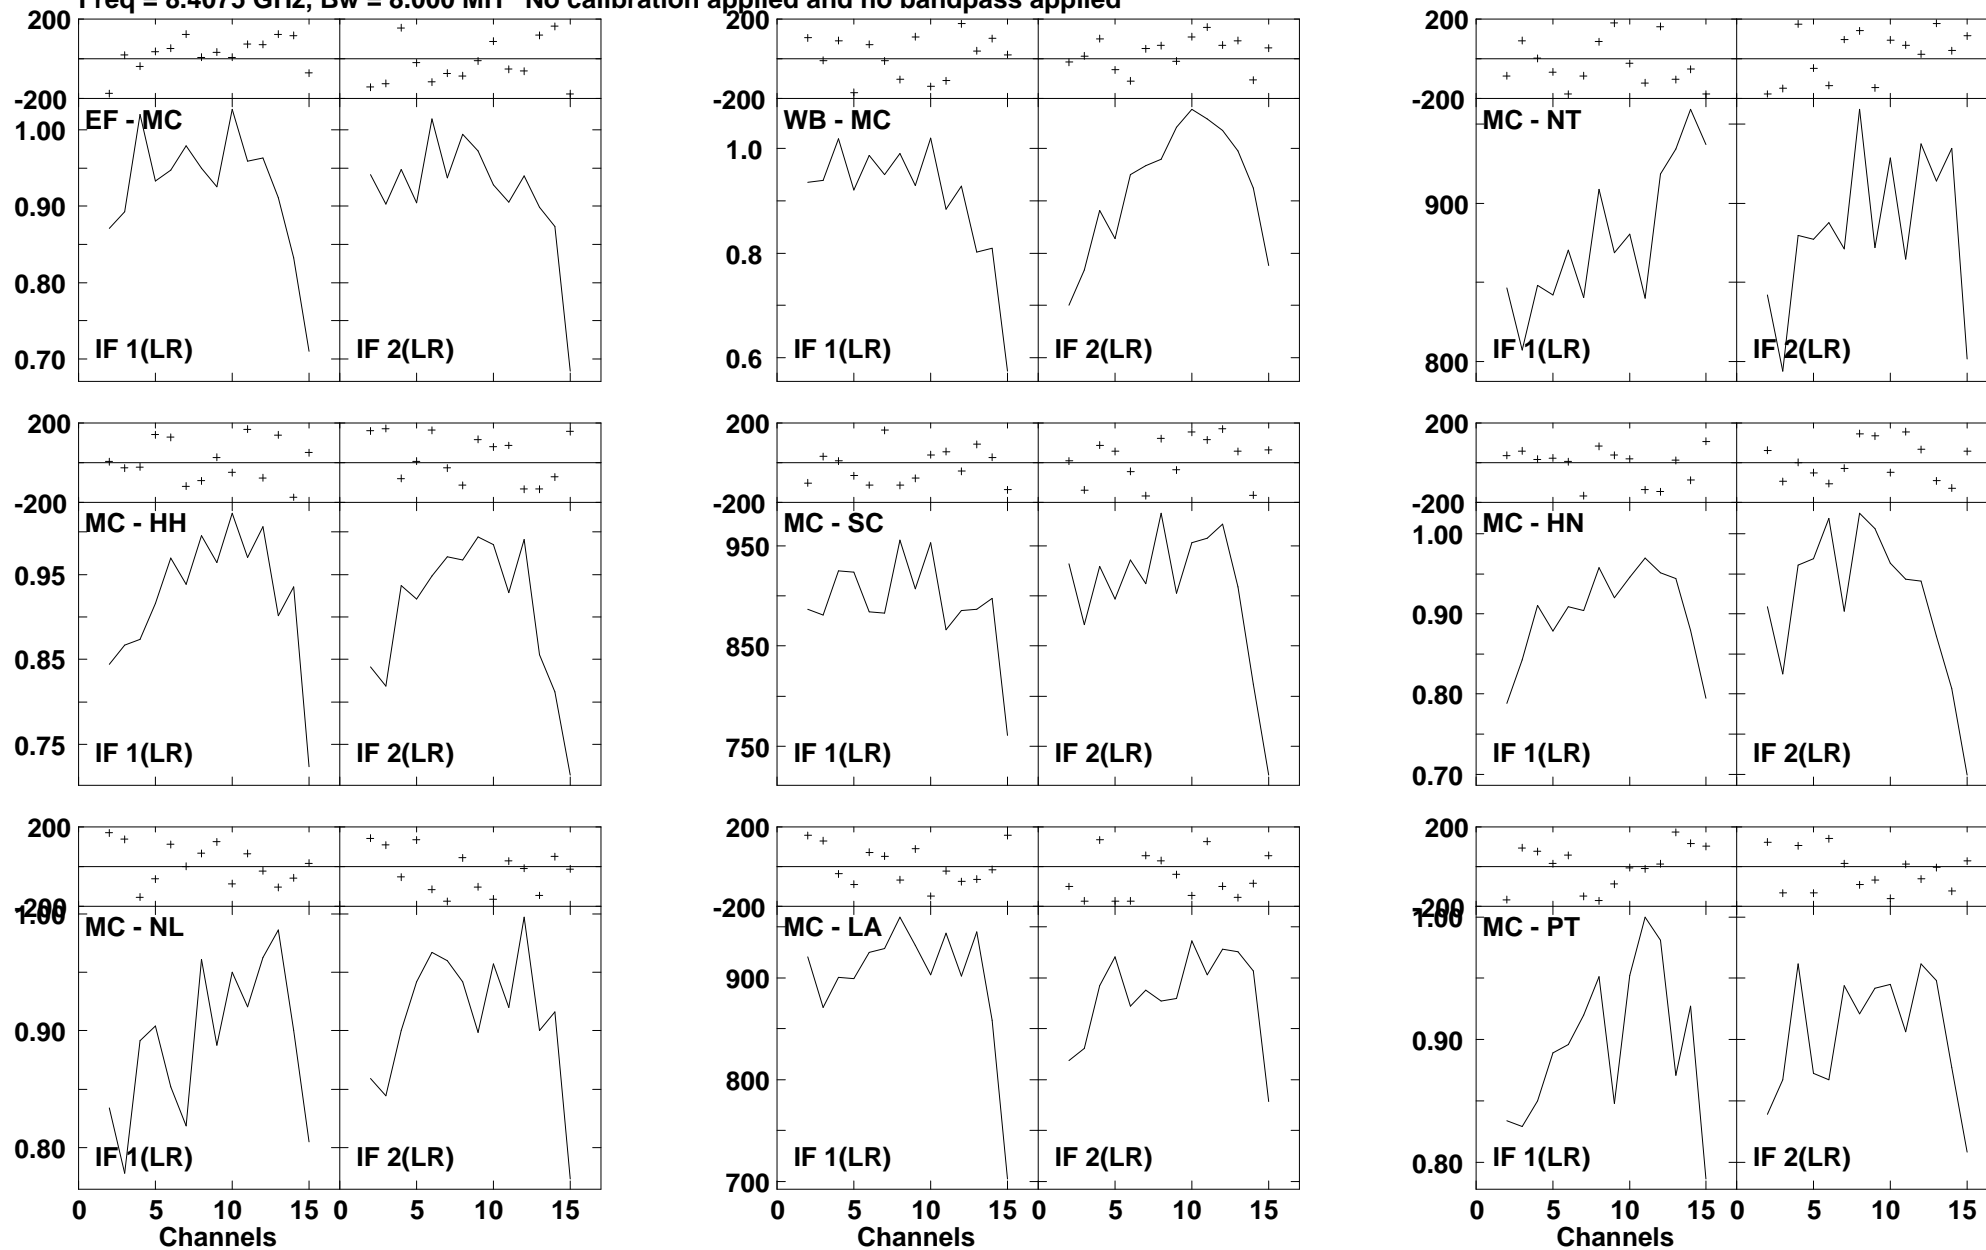 Freq = 8.4075 GHz, Bw = 8.000 MH No calibration applied and no bandpass applied
200
-200
EF - MC
1.00
0.90
0.80
0.70
IF 1(LR)
IF 2(LR)
200
-200
WB - MC
1.0
0.8
0.6
IF 1(LR)
IF 2(LR)
200
-200
MC - NT
900
800
IF 1(LR)
IF 2(LR)
200
-200
MC - HH
0.95
0.85
0.75
IF 1(LR)
IF 2(LR)
200
-200
MC - SC
950
850
750
IF 1(LR)
IF 2(LR)
200
-200
MC - HN
1.00
0.90
0.80
0.70
IF 1(LR)
IF 2(LR)
200
-200
1.00
MC - NL
0.90
0.80
IF 1(LR)
IF 2(LR)
0 5 10 15 0 5 10 15
Channels
200
-200
MC - LA
900
800
700
IF 1(LR)
IF 2(LR)
0 5 10 15 0 5 10 15
Channels
200
-200
1.00
MC - PT
0.90
0.80
IF 1(LR)
IF 2(LR)
0 5 10 15 0 5 10 15
Channels